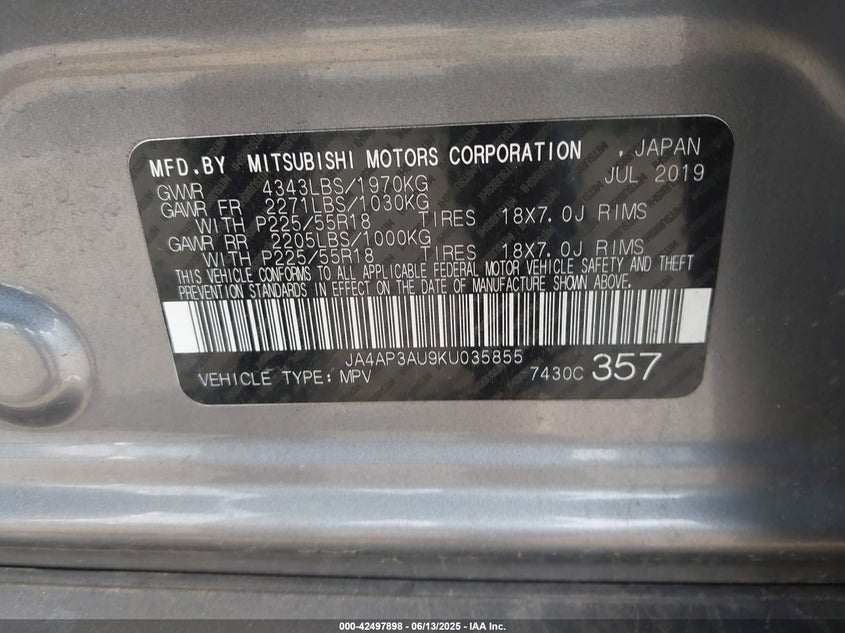 MFD.BY MITSUBISHI MOTORS CORPORATION , JAPAN
GVWR 4343LBS/1970KG JUL 2019
GAWR FR 2271LBS/1030KG
WITH P225/55R18 TIRES 18X7.0J RIMS
GAWR RR 2205LBS/1000KG
WITH P225/55R18 TIRES 18X7.0J RIMS
THIS VEHICLE CONFORMS TO ALL APPLICABLE FEDERAL MOTOR VEHICLE SAFETY AND THEFT
PREVENTION STANDARDS IN EFFECT ON THE DATE OF MANUFACTURE SHOWN ABOVE.
JA4AP3AU9KU035855
VEHICLE TYPE: MPV 7430C 357
000-42497898 - 06/13/2025 - IAA Inc.